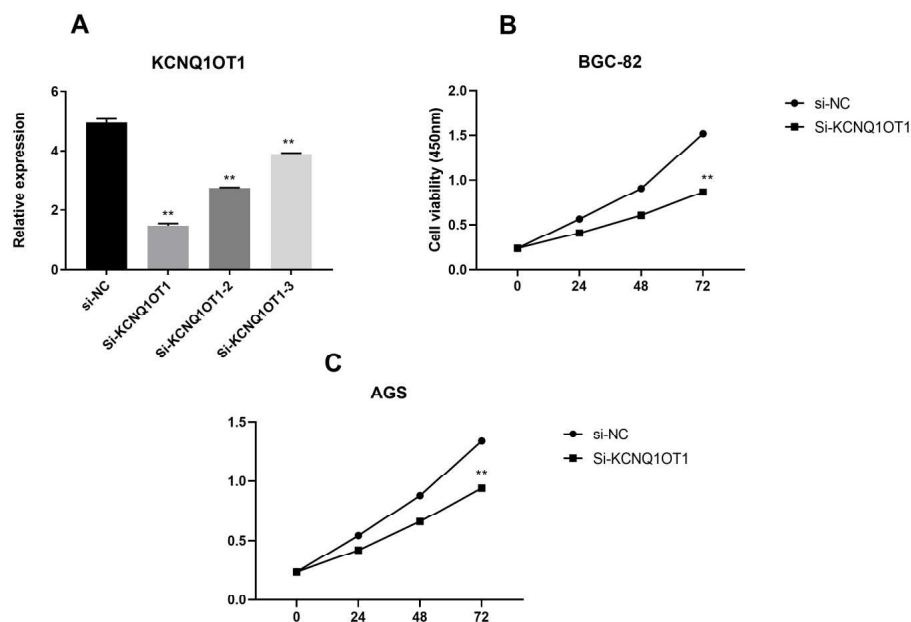 A
KCNQ1OT1
Relative expression
6
4
2
0
**
**
**
si-NC
Si-KCNQ1OT1
Si-KCNQ1OT1-2
Si-KCNQ1OT1-3
B
BGC-82
Cell viability (450nm)
2.0
1.5
1.0
0.5
0.0
**
0 24 48 72
si-NC
Si-KCNQ1OT1
C
AGS
1.5
1.0
0.5
0.0
**
0 24 48 72
si-NC
Si-KCNQ1OT1